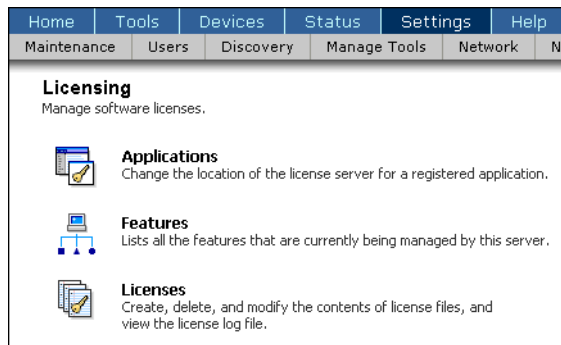 Home Tools Devices Status Settings Help
Maintenance Users Discovery Manage Tools Network N
Licensing
Manage software licenses.
Applications
Change the location of the license server for a registered application.
Features
Lists all the features that are currently being managed by this server.
Licenses
Create, delete, and modify the contents of license files, and
view the license log file.